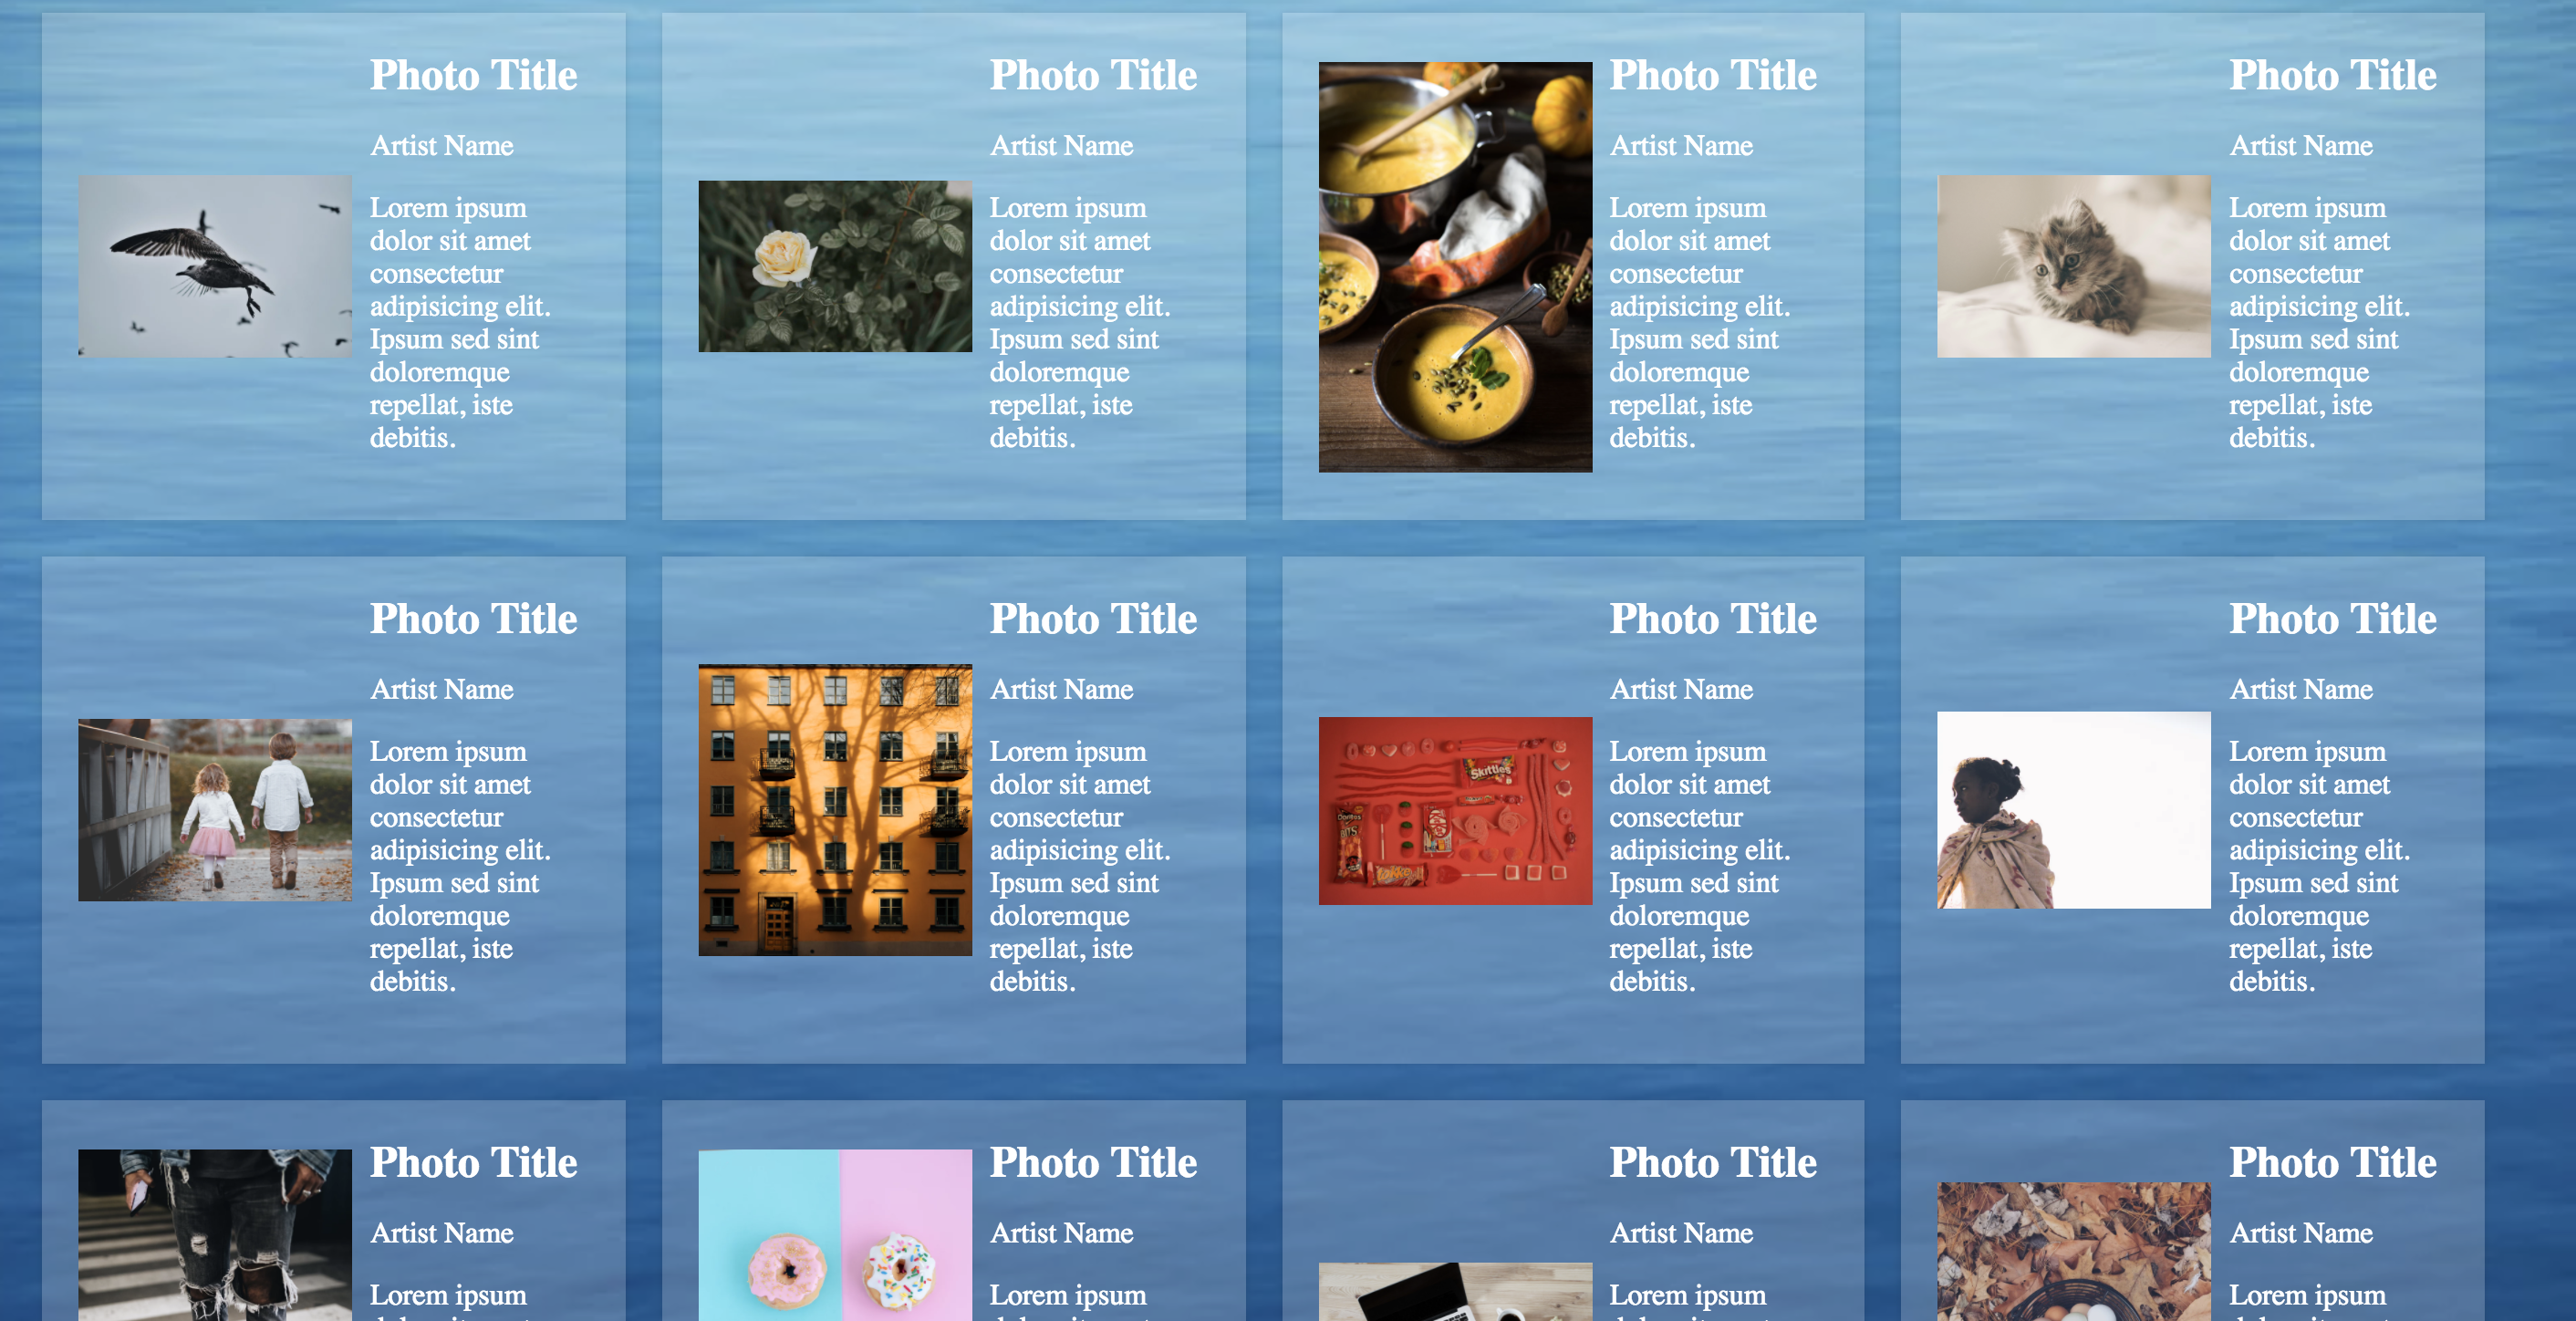 Photo Title
Artist Name
Lorem ipsum
dolor sit amet
consectetur
adipisicing elit.
Ipsum sed sint
doloremque
repellat, iste
debitis.
Photo Title
Artist Name
Lorem ipsum
dolor sit amet
consectetur
adipisicing elit.
Ipsum sed sint
doloremque
repellat, iste
debitis.
Photo Title
Artist Name
Lorem ipsum
dolor sit amet
consectetur
adipisicing elit.
Ipsum sed sint
doloremque
repellat, iste
debitis.
Photo Title
Artist Name
Lorem ipsum
dolor sit amet
consectetur
adipisicing elit.
Ipsum sed sint
doloremque
repellat, iste
debitis.
Photo Title
Artist Name
Lorem ipsum
dolor sit amet
consectetur
adipisicing elit.
Ipsum sed sint
doloremque
repellat, iste
debitis.
Photo Title
Artist Name
Lorem ipsum
dolor sit amet
consectetur
adipisicing elit.
Ipsum sed sint
doloremque
repellat, iste
debitis.
Skittles
Photo Title
Artist Name
Lorem ipsum
dolor sit amet
consectetur
adipisicing elit.
Ipsum sed sint
doloremque
repellat, iste
debitis.
Photo Title
Artist Name
Lorem ipsum
dolor sit amet
consectetur
adipisicing elit.
Ipsum sed sint
doloremque
repellat, iste
debitis.
Photo Title
Artist Name
Lorem ipsum
Photo Title
Artist Name
Lorem ipsum
Photo Title
Artist Name
Lorem ipsum
Photo Title
Artist Name
Lorem ipsum